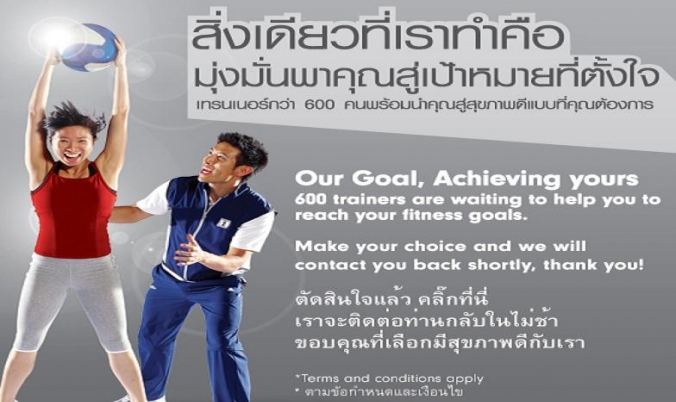 สิ่งเดียวที่เราทำคือ
มุ่งมั่นพาคุณสู่เป้าหมายที่ตั้งใจ
เทรนเนอร์กว่า 600 คนพร้อมนำคุณสู่สุขภาพดีแบบที่คุณต้องการ
Our Goal, Achieving yours
600 trainers are waiting to help you to
reach your fitness goals.
Make your choice and we will
contact you back shortly, thank you!
ตัดสินใจแล้ว คลิ๊กที่นี่
เราจะติดต่อท่านกลับในไม่ช้า
ขอบคุณที่เลือกมีสุขภาพดีกับเรา
*Terms and conditions apply
* ตามข้อกำหนดและเงื่อนไข